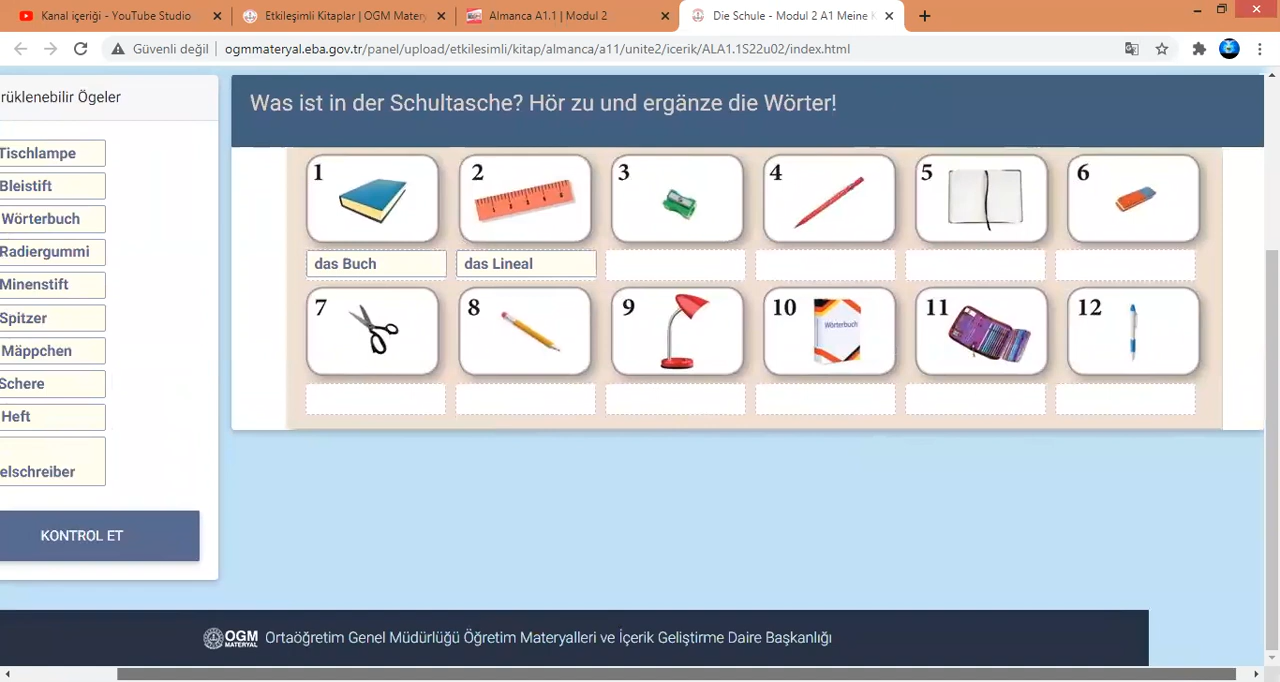 Kanal içeriği - YouTube Studio
Etkileşimli Kitaplar | OGM Mater
Almanca A1.1 | Modul 2
Die Schule - Modul 2 A1 Meine K
Güvenli değil
ogmmateryal.eba.gov.tr/panel/upload/etkilesimli/kitap/almanca/a11/unite2/icerik/ALA1.1S22u02/index.html
rüklenebilir Ögeler
Tischlampe
Bleistift
Wörterbuch
Radiergummi
Minenstift
Spitzer
Mäppchen
Schere
Heft
elschreiber
KONTROL ET
Was ist in der Schultasche? Hör zu und ergänze die Wörter!
1 2 3 4 5 6
das Buch das Lineal
7 8 9 10 11 12
Wörterbuch
OGM MATERYAL Ortaöğretim Genel Müdürlüğü Öğretim Materyalleri ve İçerik Geliştirme Daire Başkanlığı